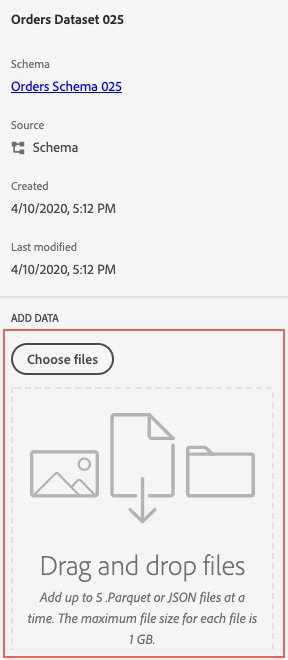 Orders Dataset 025
Schema
Orders Schema 025
Source
Schema
Created
4/10/2020, 5:12 PM
Last modified
4/10/2020, 5:12 PM
ADD DATA
Choose files
Drag and drop files
Add up to 5 .Parquet or JSON files at a
time. The maximum file size for each file is
1 GB.